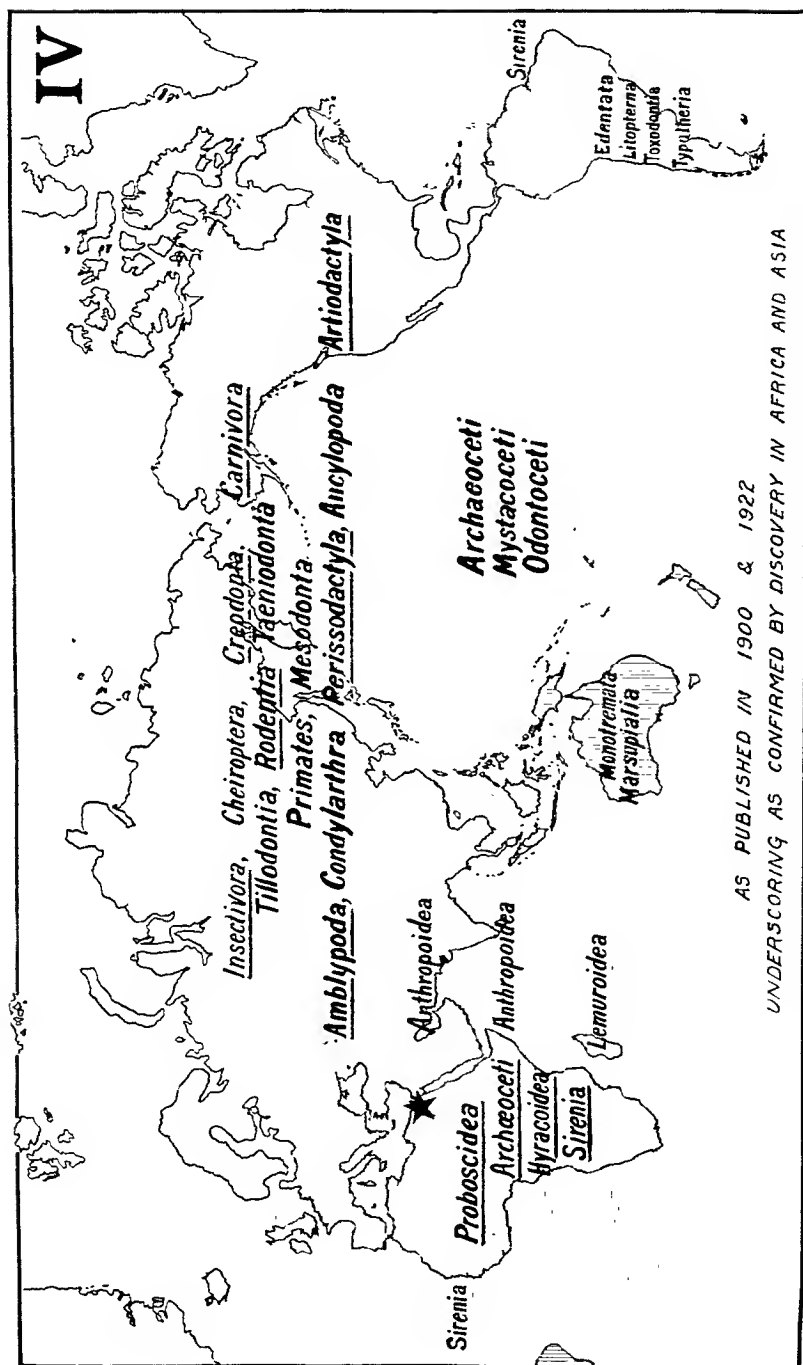 IV
Insectivora, Cheiroptera, Creodonta, Carnivora
Tillodontia, Rodentia Taeniodonta
Primates, Mesodonta
Amblypoda, Condylarthra Perissodactyla, Ancylopoda Artiodactyla
Anthropoidea
Sirenia
Proboscidea
Archæoceti
Hyracoidea
Sirenia
Anthropoidea
Lemuroidea
Monotremata
Marsupialia
Archaeoceti
Mystacoceti
Odontoceti
Sirenia
Edentata
Litopterna
Toxodontia
Typotheria
AS PUBLISHED IN 1900 & 1922
UNDERSCORING AS CONFIRMED BY DISCOVERY IN AFRICA AND ASIA